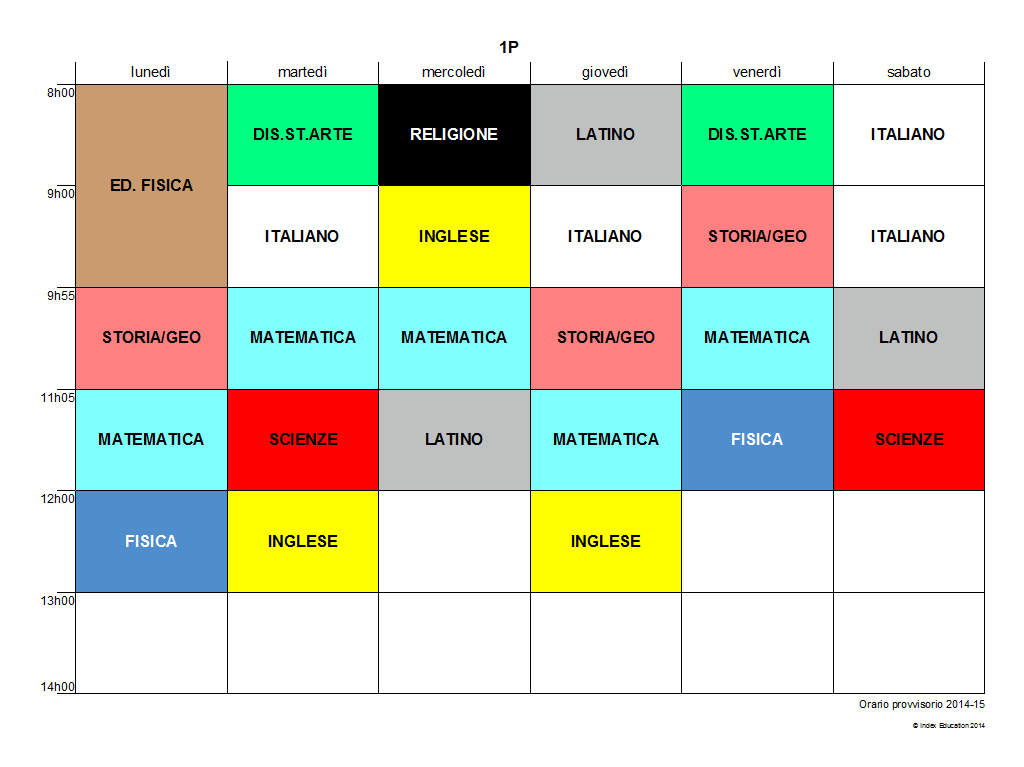 1P
lunedì martedì mercoledì giovedì venerdì sabato
8h00
DIS.ST.ARTE RELIGIONE LATINO DIS.ST.ARTE ITALIANO
ED. FISICA
9h00
ITALIANO INGLESE ITALIANO STORIA/GEO ITALIANO
9h55
STORIA/GEO MATEMATICA MATEMATICA STORIA/GEO MATEMATICA LATINO
11h05
MATEMATICA SCIENZE LATINO MATEMATICA FISICA SCIENZE
12h00
FISICA INGLESE INGLESE
13h00
14h00
Orario provvisorio 2014-15
© Index Education 2014